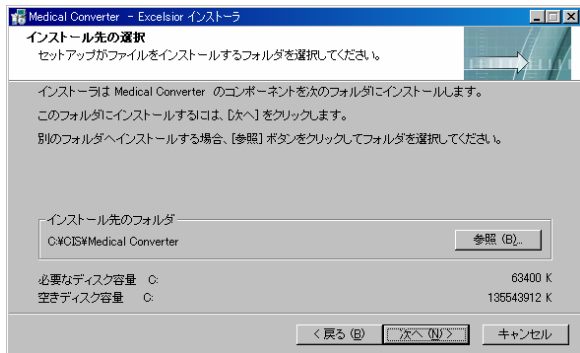 Medical Converter - Excelsior インストーラ
インストール先の選択
セットアップがファイルをインストールするフォルダを選択してください。
インストーラは Medical Converter のコンポーネントを次のフォルダにインストールします。
このフォルダにインストールするには、[次へ] をクリックします。
別のフォルダへインストールする場合、[参照] ボタンをクリックしてフォルダを選択してください。
インストール先のフォルダ
C:¥CIS¥Medical Converter
参照 (B)...
必要なディスク容量 C: 63400 K
空きディスク容量 C: 135543912 K
< 戻る (B) 次へ (N) > キャンセル